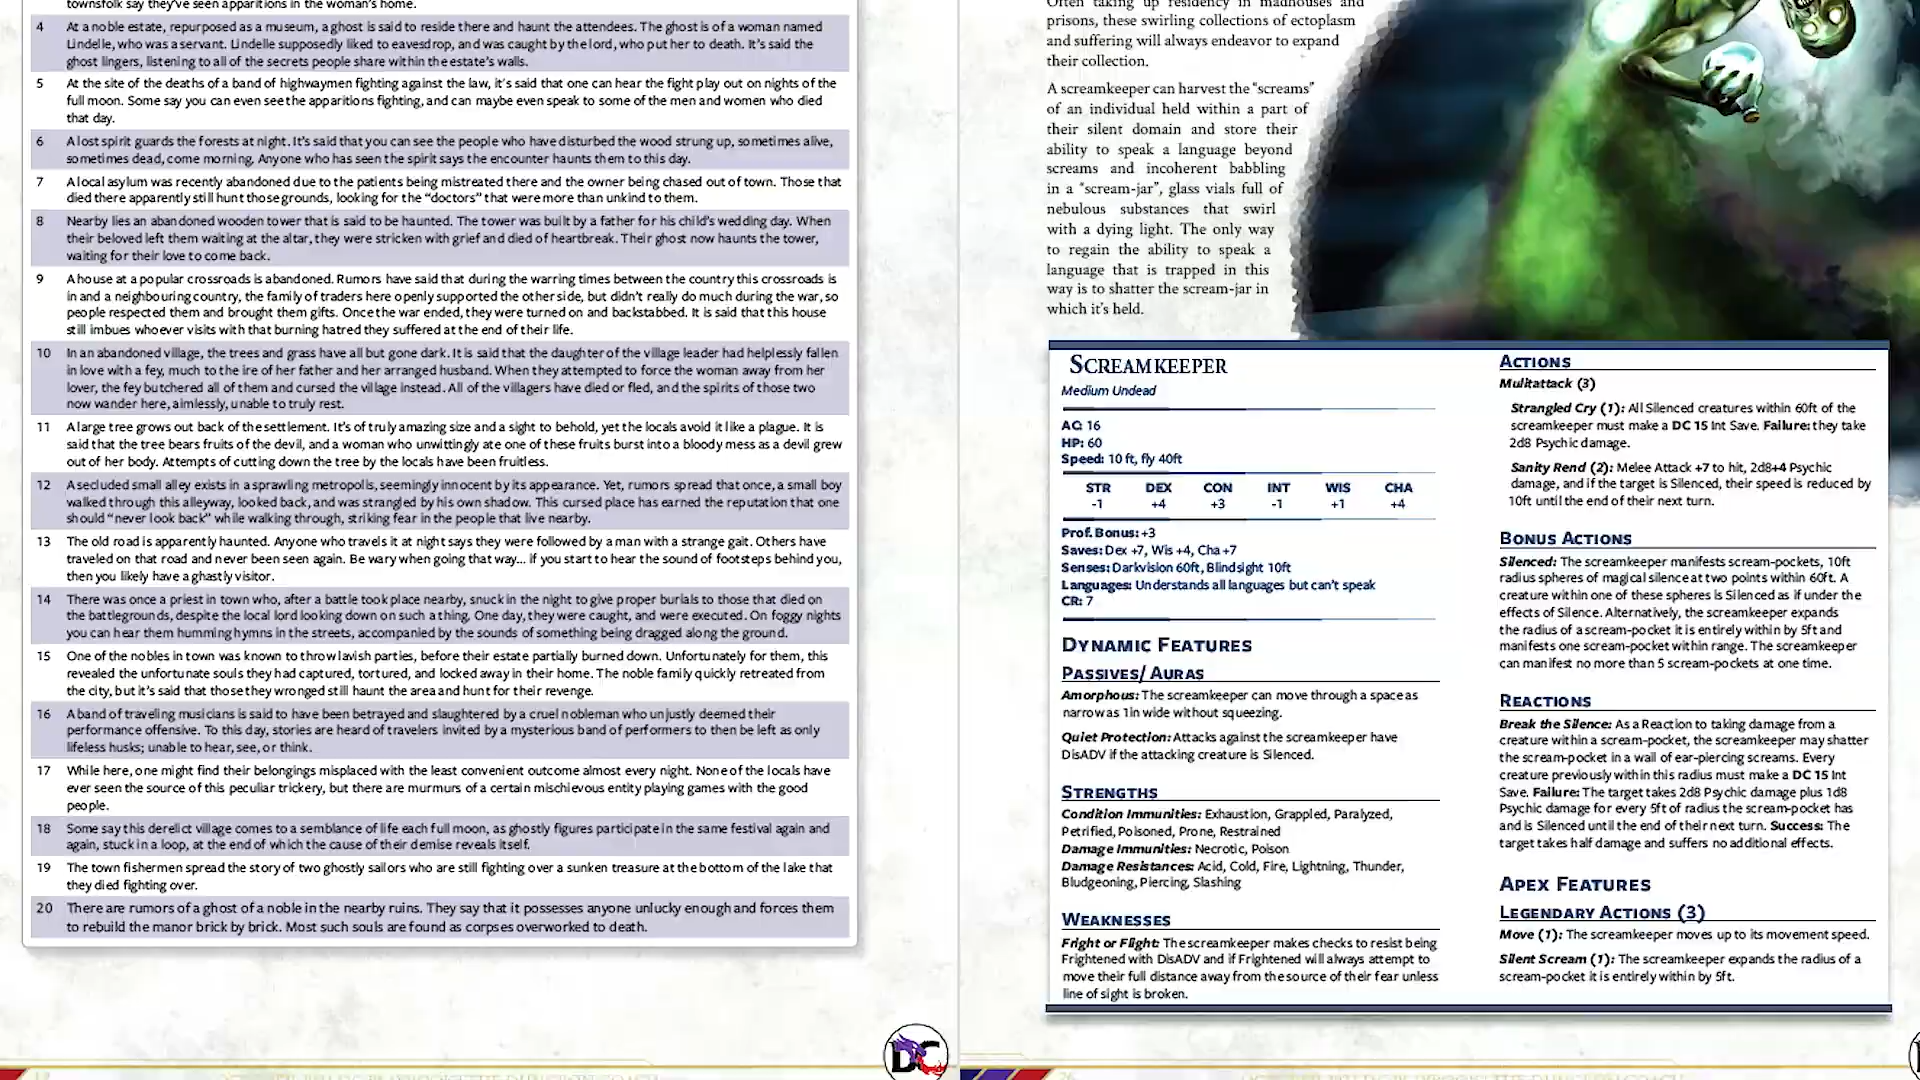 townsfolk say they've seen apparitions in the woman's home.
4 At a noble estate, repurposed as a museum, a ghost is said to reside there and haunt the attendees. The ghost is of a woman named
Lindelle, who was a servant. Lindelle supposedly liked to eavesdrop, and was caught by the lord, who put her to death. It's said the
ghost lingers, listening to all of the secrets people share within the estate's walls.
5 At the site of the deaths of a band of highwaymen fighting against the law, it's said that one can hear the fight play out on nights of the
full moon. Some say you can even see the apparitions fighting, and can maybe even speak to some of the men and women who died
that day.
6 A lost spirit guards the forests at night. It's said that you can see the people who have disturbed the wood strung up, sometimes alive,
sometimes dead, come morning. Anyone who has seen the spirit says the encounter haunts them to this day.
7 A local asylum was recently abandoned due to the patients being mistreated there and the owner being chased out of town. Those that
died there apparently still hunt those grounds, looking for the "doctors" that were more than unkind to them.
8 Nearby lies an abandoned wooden tower that is said to be haunted. The tower was built by a father for his child's wedding day. When
their beloved left them waiting at the altar, they were stricken with grief and died of heartbreak. Their ghost now haunts the tower,
waiting for their love to come back.
9 A house at a popular crossroads is abandoned. Rumors have said that during the warring times between the country this crossroads is
in and a neighbouring country, the family of traders here openly supported the other side, but didn't really do much during the war, so
people respected them and brought them gifts. Once the war ended, they were turned on and backstabbed. It is said that this house
still imbues whoever visits with that burning hatred they suffered at the end of their life.
10 In an abandoned village, the trees and grass have all but gone dark. It is said that the daughter of the village leader had helplessly fallen
in love with a fey, much to the ire of her father and her arranged husband. When they attempted to force the woman away from her
lover, the fey butchered all of them and cursed the village instead. All of the villagers have died or fled, and the spirits of those two
now wander here, aimlessly, unable to truly rest.
11 A large tree grows out back of the settlement. It's of truly amazing size and a sight to behold, yet the locals avoid it like a plague. It is
said that the tree bears fruits of the devil, and a woman who unwittingly ate one of these fruits burst into a bloody mess as a devil grew
out of her body. Attempts of cutting down the tree by the locals have been fruitless.
12 A secluded small alley exists in a sprawling metropolis, seemingly innocent by its appearance. Yet, rumors spread that once, a small boy
walked through this alleyway, looked back, and was strangled by his own shadow. This cursed place has earned the reputation that one
should "never look back" while walking through, striking fear in the people that live nearby.
13 The old road is apparently haunted. Anyone who travels it at night says they were followed by a man with a strange gait. Others have
traveled on that road and never been seen again. Be wary when going that way... if you start to hear the sound of footsteps behind you,
then you likely have a ghastly visitor.
14 There was once a priest in town who, after a battle took place nearby, snuck in the night to give proper burials to those that died on
the battlegrounds, despite the local lord looking down on such a thing. One day, they were caught, and were executed. On foggy nights
you can hear them humming hymns in the streets, accompanied by the sounds of something being dragged along the ground.
15 One of the nobles in town was known to throw lavish parties, before their estate partially burned down. Unfortunately for them, this
revealed the unfortunate souls they had captured, tortured, and locked away in their home. The noble family quickly retreated from
the city, but it's said that those they wronged still haunt the area and hunt for their revenge.
16 A band of traveling musicians is said to have been betrayed and slaughtered by a cruel nobleman who unjustly deemed their
performance offensive. To this day, stories are heard of travelers invited by a mysterious band of performers to then be left as only
lifeless husks; unable to hear, see, or think.
17 While here, one might find their belongings misplaced with the least convenient outcome almost every night. None of the locals have
ever seen the source of this peculiar trickery, but there are murmurs of a certain mischievous entity playing games with the good
people.
18 Some say this derelict village comes to a semblance of life each full moon, as ghostly figures participate in the same festival again and
again, stuck in a loop, at the end of which the cause of their demise reveals itself.
19 The town fishermen spread the story of two ghostly sailors who are still fighting over a sunken treasure at the bottom of the lake that
they died fighting over.
20 There are rumors of a ghost of a noble in the nearby ruins. They say that it possesses anyone unlucky enough and forces them
to rebuild the manor brick by brick. Most such souls are found as corpses overworked to death.
DC
Often taking up residency in madhouses and
prisons, these swirling collections of ectoplasm
and suffering will always endeavor to expand
their collection.
A screamkeeper can harvest the "screams"
of an individual held within a part of
their silent domain and store their
ability to speak a language beyond
screams and incoherent babbling
in a "scream-jar", glass vials full of
nebulous substances that swirl
with a dying light. The only way
to regain the ability to speak a
language that is trapped in this
way is to shatter the scream-jar in
which it's held.
SCREAMKEEPER
Medium Undead
AC: 16
HP: 60
Speed: 10 ft, fly 40ft
STR DEX CON INT WIS CHA
-1 +4 +3 -1 +1 +4
Prof. Bonus: +3
Saves: Dex +7, Wis +4, Cha +7
Senses: Darkvision 60ft, Blindsight 10ft
Languages: Understands all languages but can't speak
CR: 7
DYNAMIC FEATURES
PASSIVES/ AURAS
Amorphous: The screamkeeper can move through a space as
narrow as 1in wide without squeezing.
Quiet Protection: Attacks against the screamkeeper have
DisADV if the attacking creature is Silenced.
STRENGTHS
Condition Immunities: Exhaustion, Grappled, Paralyzed,
Petrified, Poisoned, Prone, Restrained
Damage Immunities: Necrotic, Poison
Damage Resistances: Acid, Cold, Fire, Lightning, Thunder,
Bludgeoning, Piercing, Slashing
WEAKNESSES
Fright or Flight: The screamkeeper makes checks to resist being
Frightened with DisADV and if Frightened will always attempt to
move their full distance away from the source of their fear unless
line of sight is broken.
ACTIONS
Mulitattack (3)
Strangled Cry (1): All Silenced creatures within 60ft of the
screamkeeper must make a DC 15 Int Save. Failure: they take
2d8 Psychic damage.
Sanity Rend (2): Melee Attack +7 to hit, 2d8+4 Psychic
damage, and if the target is Silenced, their speed is reduced by
10ft until the end of their next turn.
BONUS ACTIONS
Silenced: The screamkeeper manifests scream-pockets, 10ft
radius spheres of magical silence at two points within 60ft. A
creature within one of these spheres is Silenced as if under the
effects of Silence. Alternatively, the screamkeeper expands
the radius of a scream-pocket it is entirely within by 5ft and
manifests one scream-pocket within range. The screamkeeper
can manifest no more than 5 scream-pockets at one time.
REACTIONS
Break the Silence: As a Reaction to taking damage from a
creature within a scream-pocket, the screamkeeper may shatter
the scream-pocket in a wall of ear-piercing screams. Every
creature previously within this radius must make a DC 15 Int
Save. Failure: The target takes 2d8 Psychic damage plus 1d8
Psychic damage for every 5ft of radius the scream-pocket has
and is Silenced until the end of their next turn. Success: The
target takes half damage and suffers no additional effects.
APEX FEATURES
LEGENDARY ACTIONS (3)
Move (1): The screamkeeper moves up to its movement speed.
Silent Scream (1): The screamkeeper expands the radius of a
scream-pocket it is entirely within by 5ft.